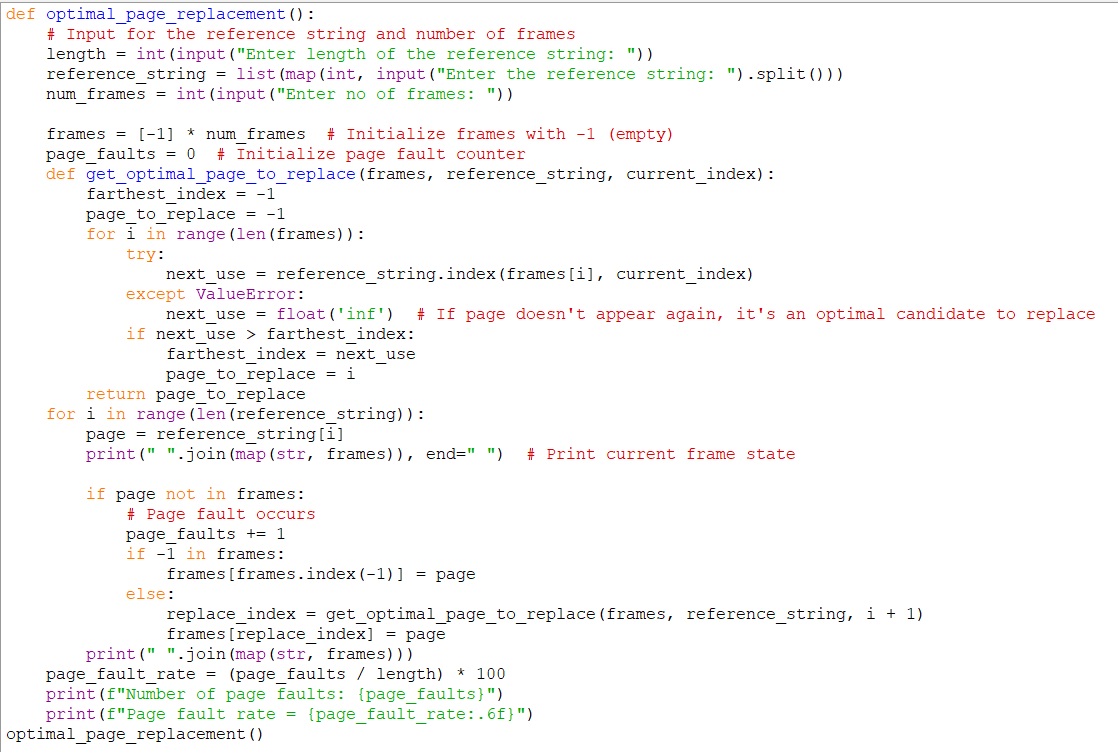 def optimal_page_replacement():
    # Input for the reference string and number of frames
    length = int(input("Enter length of the reference string: "))
    reference_string = list(map(int, input("Enter the reference string: ").split()))
    num_frames = int(input("Enter no of frames: "))

    frames = [-1] * num_frames  # Initialize frames with -1 (empty)
    page_faults = 0  # Initialize page fault counter
    def get_optimal_page_to_replace(frames, reference_string, current_index):
        farthest_index = -1
        page_to_replace = -1
        for i in range(len(frames)):
            try:
                next_use = reference_string.index(frames[i], current_index)
            except ValueError:
                next_use = float('inf')  # If page doesn't appear again, it's an optimal candidate to replace
            if next_use > farthest_index:
                farthest_index = next_use
                page_to_replace = i
        return page_to_replace
    for i in range(len(reference_string)):
        page = reference_string[i]
        print(" ".join(map(str, frames)), end=" ")  # Print current frame state

        if page not in frames:
            # Page fault occurs
            page_faults += 1
            if -1 in frames:
                frames[frames.index(-1)] = page
            else:
                replace_index = get_optimal_page_to_replace(frames, reference_string, i + 1)
                frames[replace_index] = page
        print(" ".join(map(str, frames)))
    page_fault_rate = (page_faults / length) * 100
    print(f"Number of page faults: {page_faults}")
    print(f"Page fault rate = {page_fault_rate:.6f}")
optimal_page_replacement()